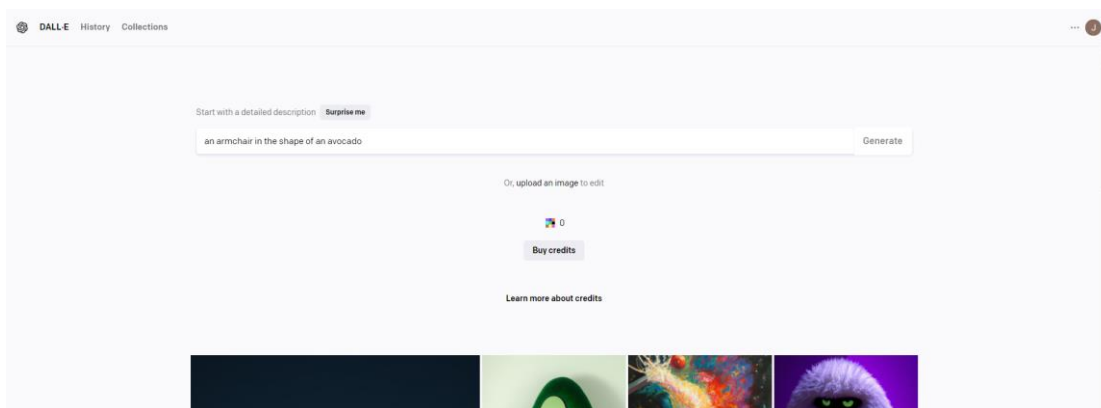 DALL·E History Collections ... J
Start with a detailed description Surprise me
an armchair in the shape of an avocado Generate
Or, upload an image to edit
0
Buy credits
Learn more about credits